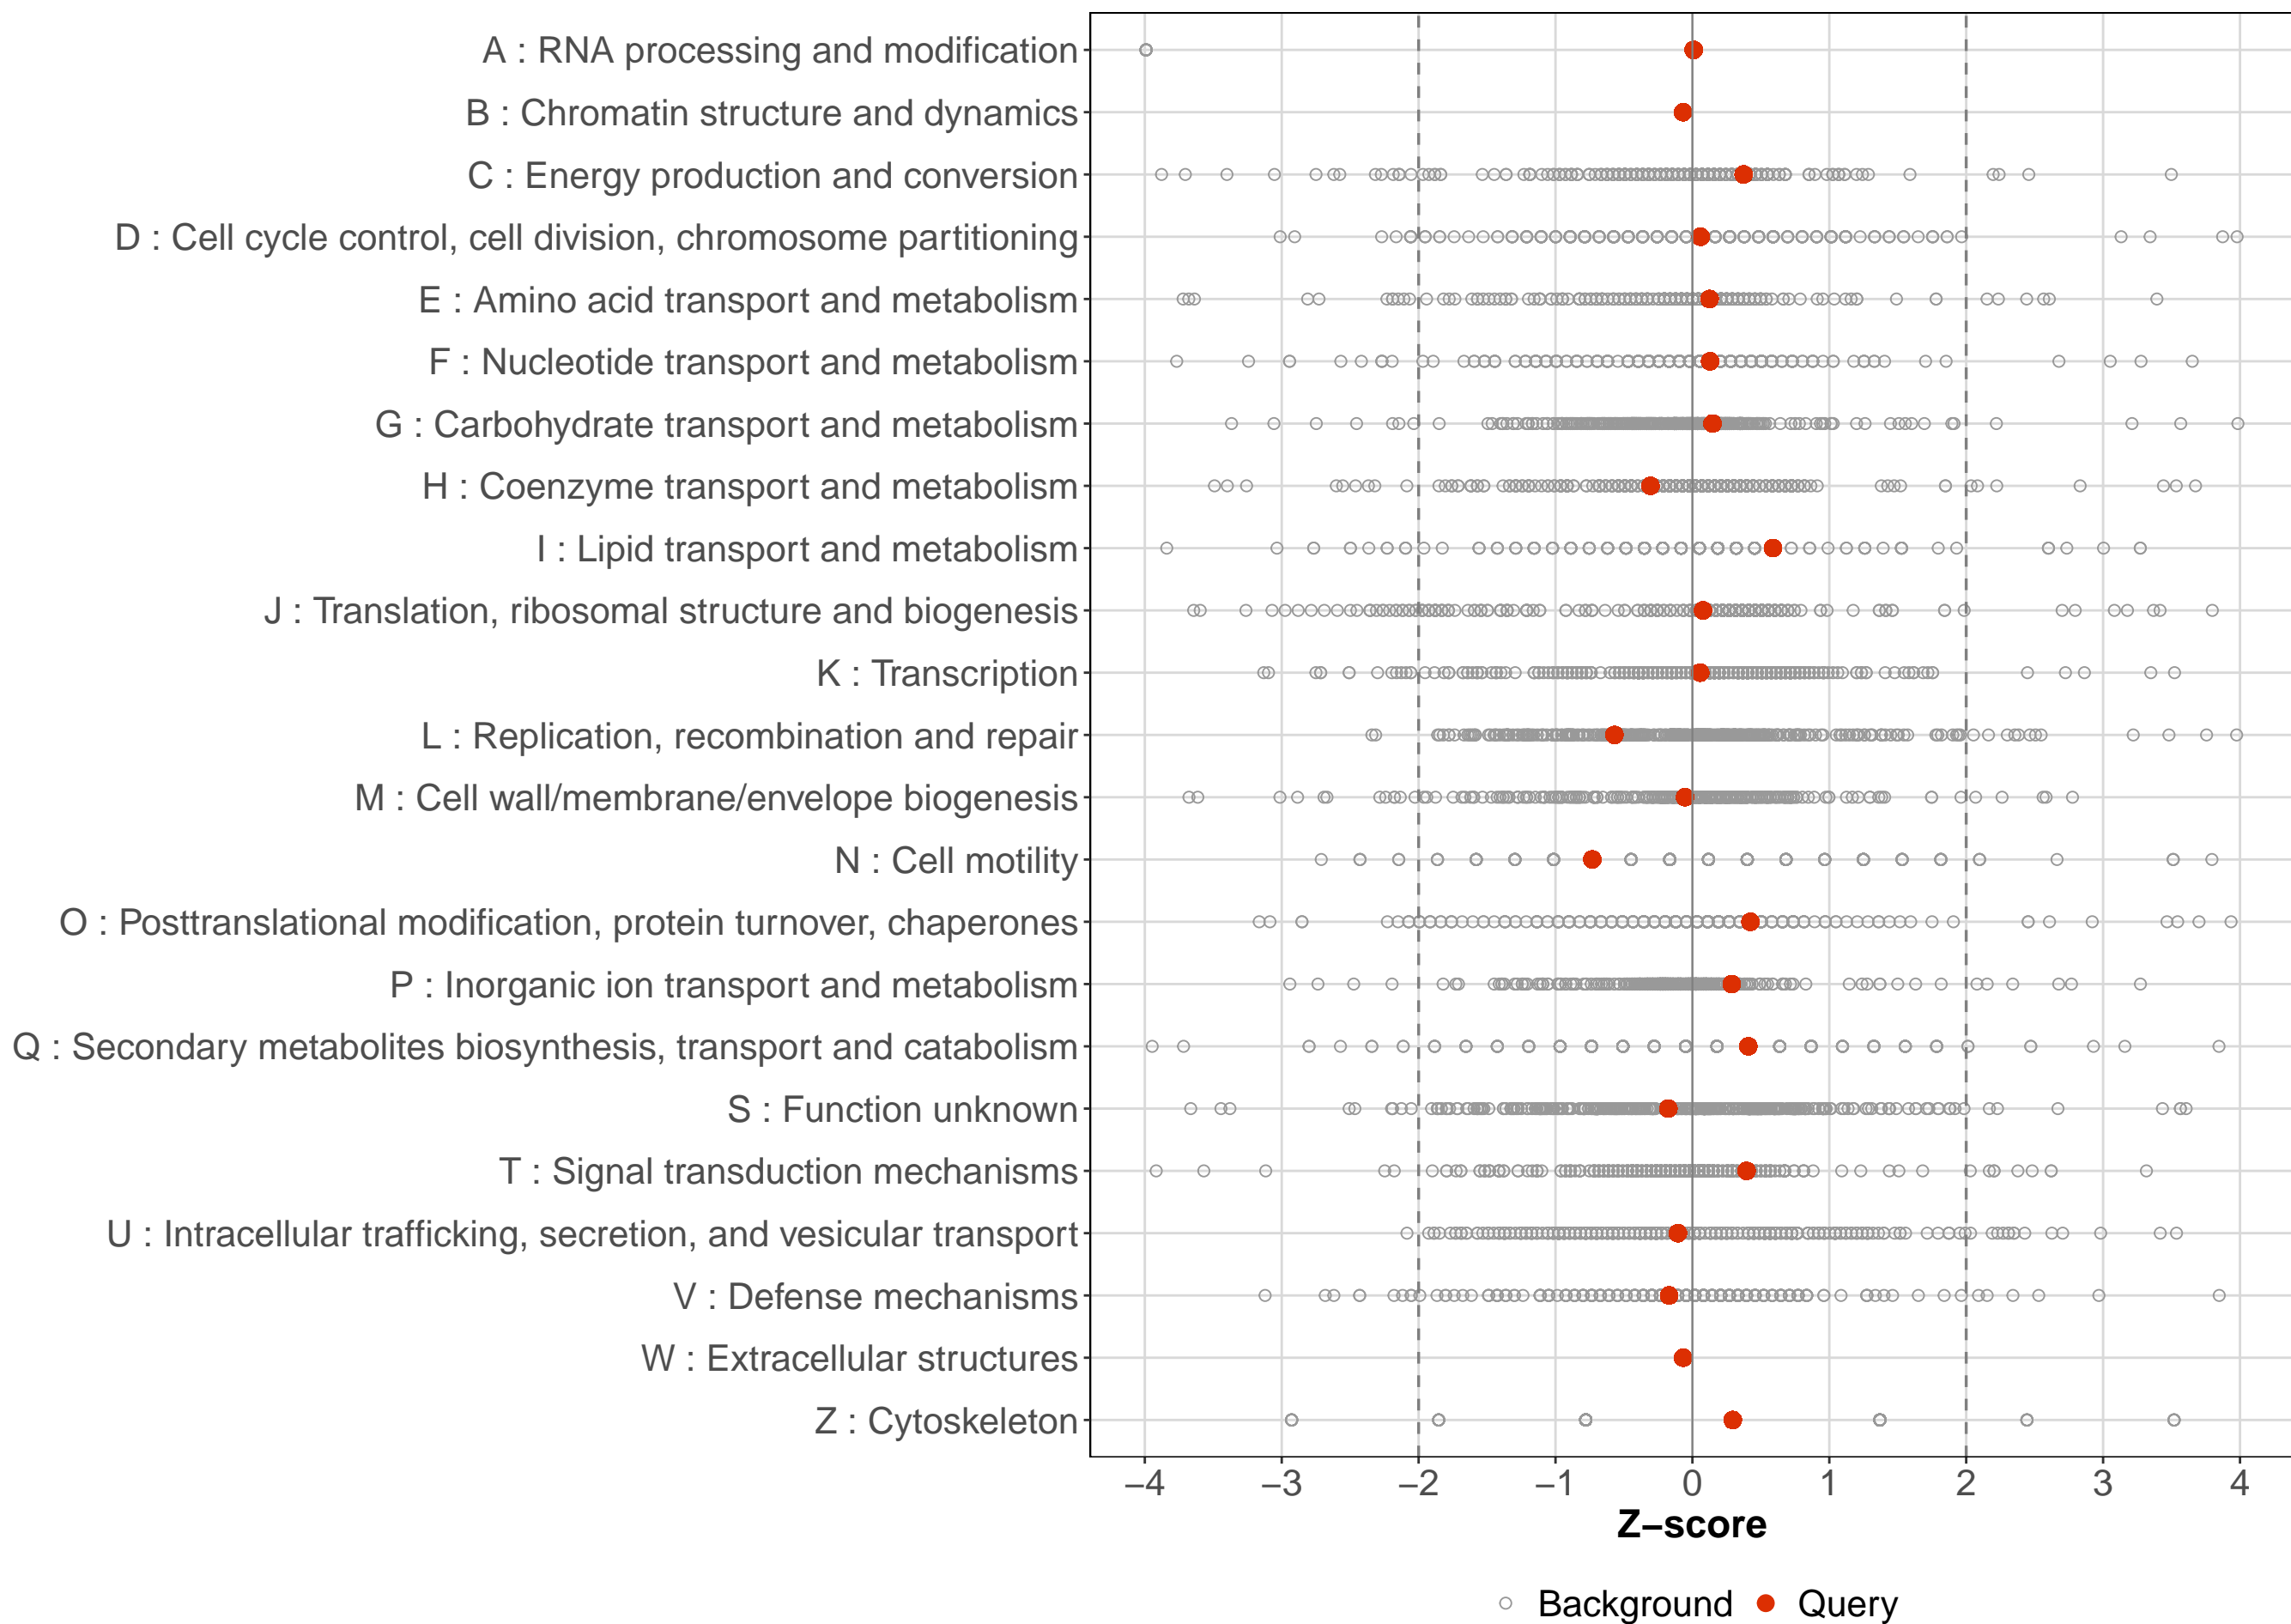 A : RNA processing and modification
B : Chromatin structure and dynamics
C : Energy production and conversion
D : Cell cycle control, cell division, chromosome partitioning
E : Amino acid transport and metabolism
F : Nucleotide transport and metabolism
G : Carbohydrate transport and metabolism
H : Coenzyme transport and metabolism
I : Lipid transport and metabolism
J : Translation, ribosomal structure and biogenesis
K : Transcription
L : Replication, recombination and repair
M : Cell wall/membrane/envelope biogenesis
N : Cell motility
O : Posttranslational modification, protein turnover, chaperones
P : Inorganic ion transport and metabolism
Q : Secondary metabolites biosynthesis, transport and catabolism
S : Function unknown
T : Signal transduction mechanisms
U : Intracellular trafficking, secretion, and vesicular transport
V : Defense mechanisms
W : Extracellular structures
Z : Cytoskeleton
−4 −3 −2 −1 0 1 2 3 4
Z−score
Background Query